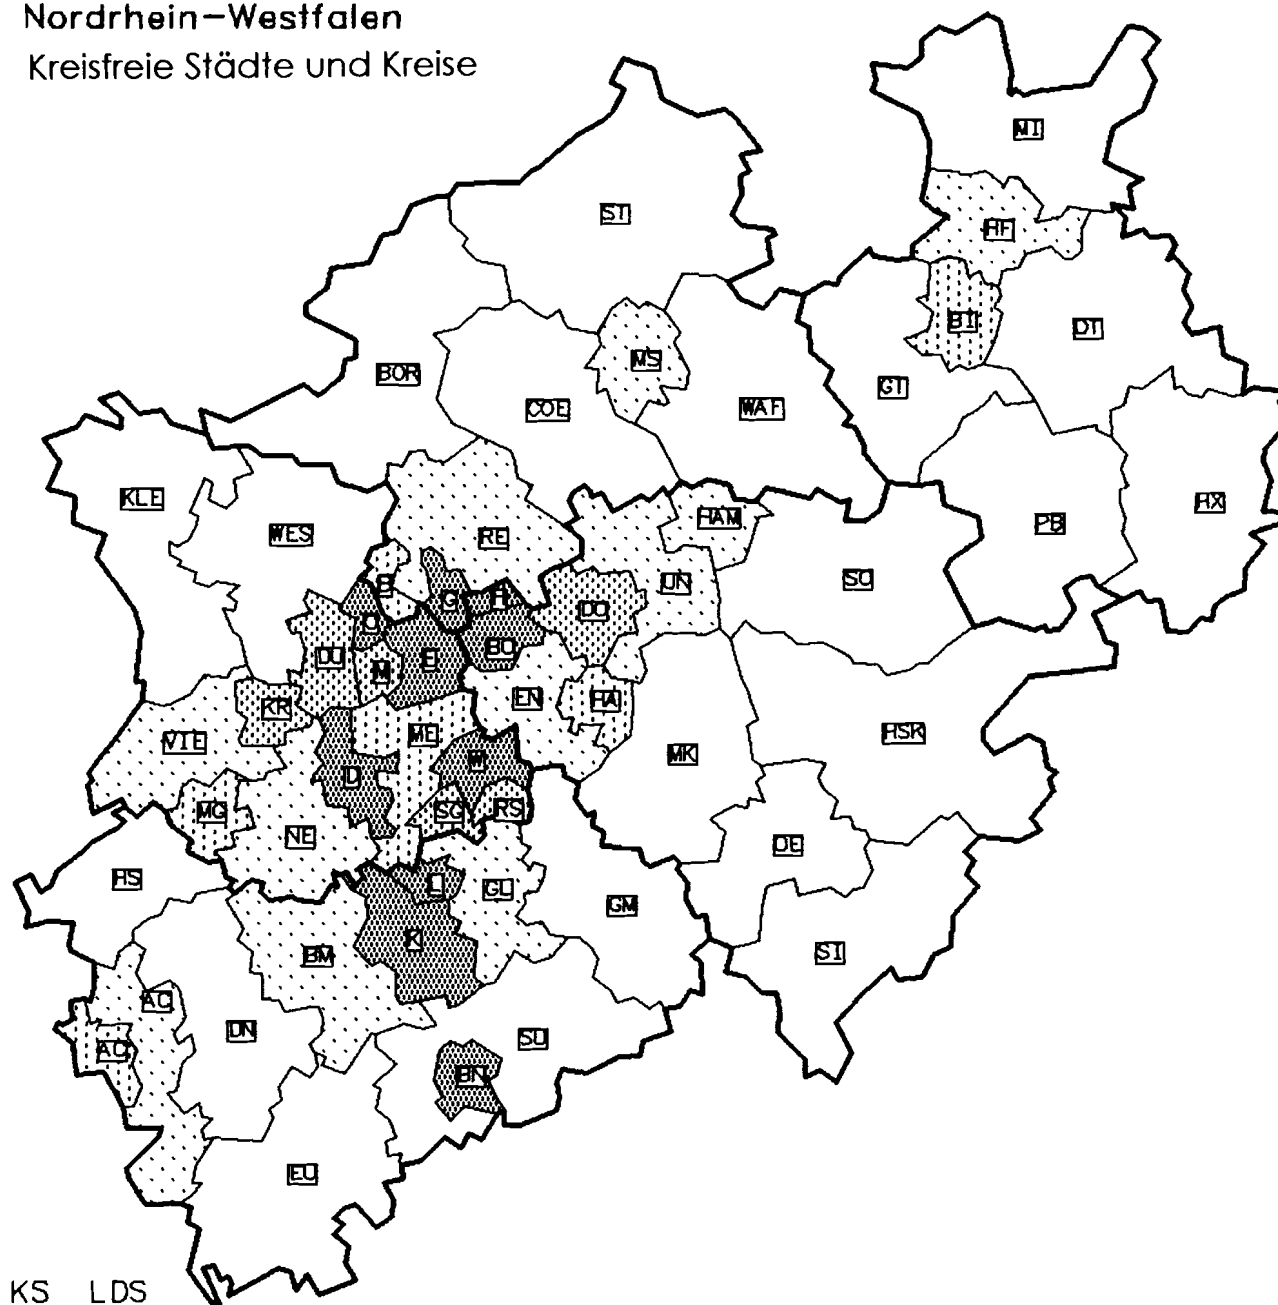 Nordrhein-Westfalen
Kreisfreie Städte und Kreise
MI
ST
HF
BI
DT
MS
BOR
GT
COE
WAF
KLE
HX
HAM
PB
WES
RE
SO
UN
B
G
H
DO
O
BO
DU
E
M
EN
HA
KR
ME
HSK
VIE
MK
W
D
MG
SG
RS
NE
OE
HS
L
GL
GM
K
BM
SI
AC
DN
SU
AC
BN
EU
KS LDS